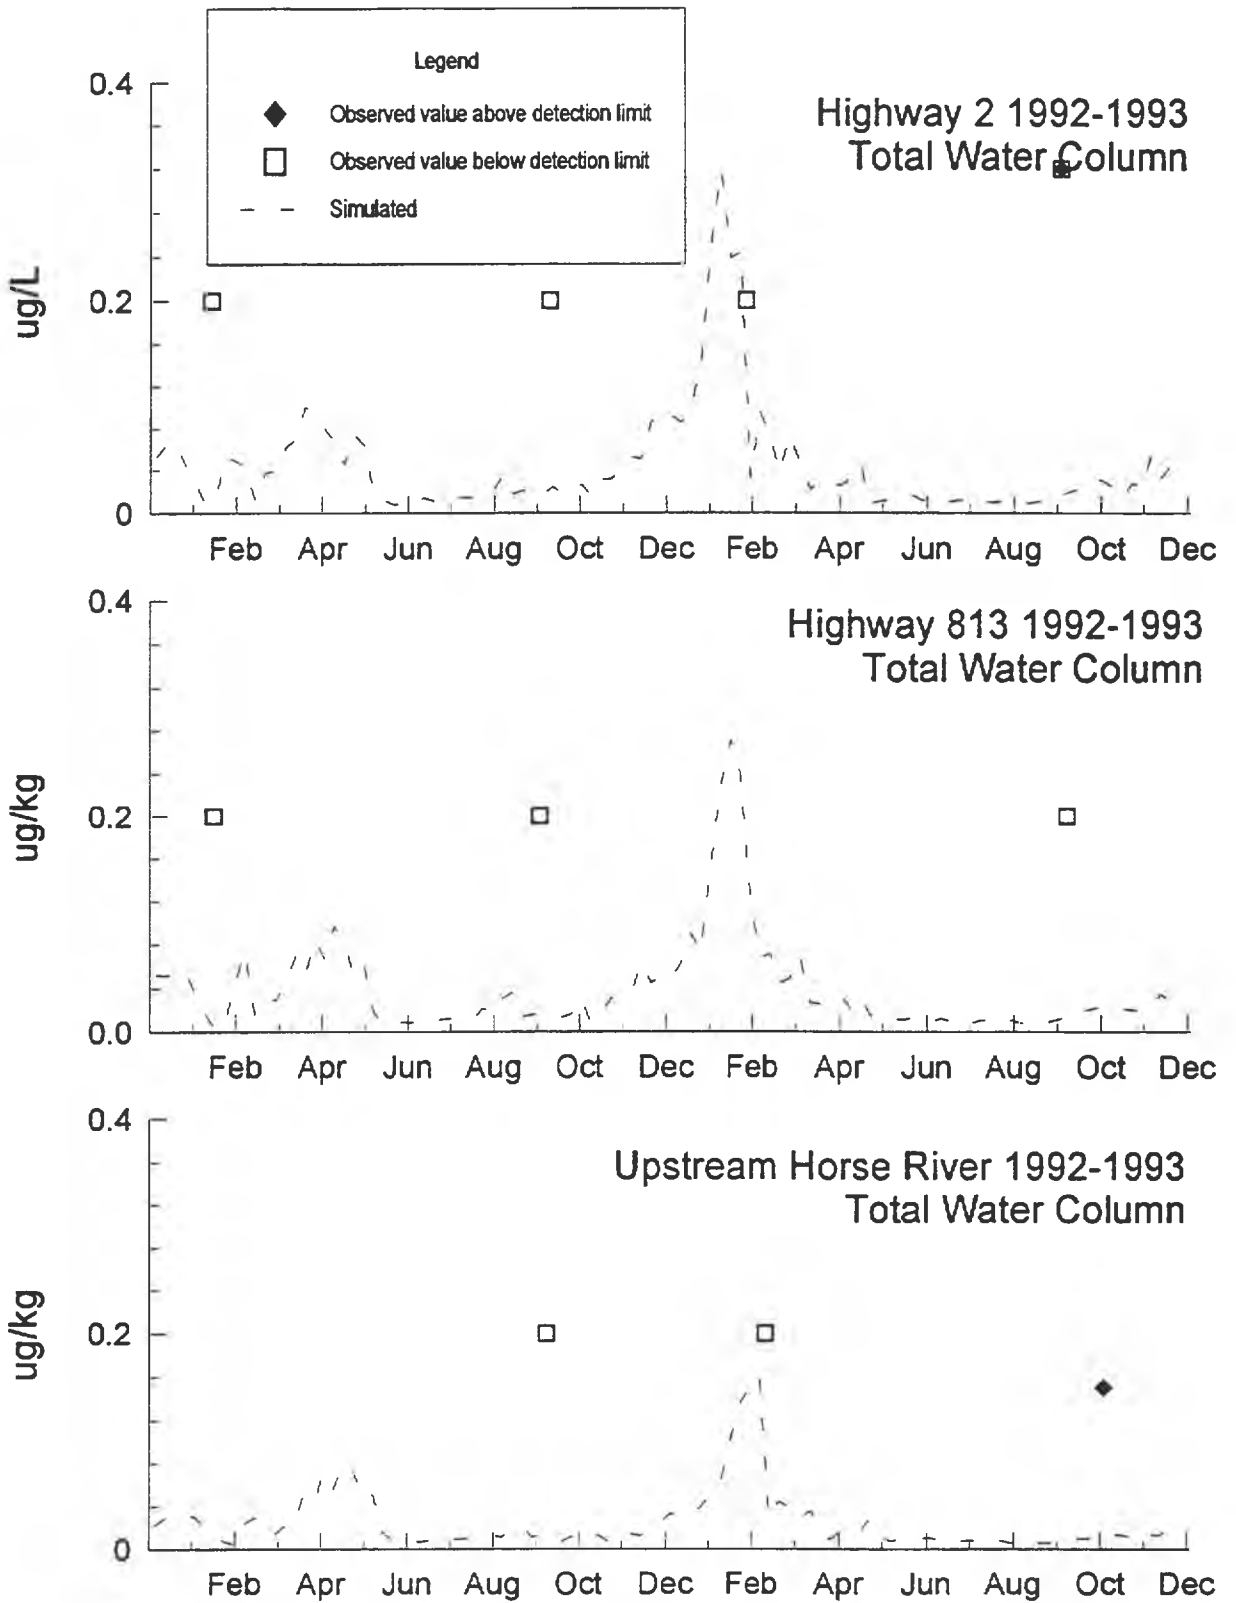 Legend
Observed value above detection limit
Observed value below detection limit
Simulated
Highway 2 1992-1993
Total Water Column
ug/L
0.4
0.2
0
Feb Apr Jun Aug Oct Dec Feb Apr Jun Aug Oct Dec
Highway 813 1992-1993
Total Water Column
ug/kg
0.4
0.2
0.0
Feb Apr Jun Aug Oct Dec Feb Apr Jun Aug Oct Dec
Upstream Horse River 1992-1993
Total Water Column
ug/kg
0.4
0.2
0
Feb Apr Jun Aug Oct Dec Feb Apr Jun Aug Oct Dec